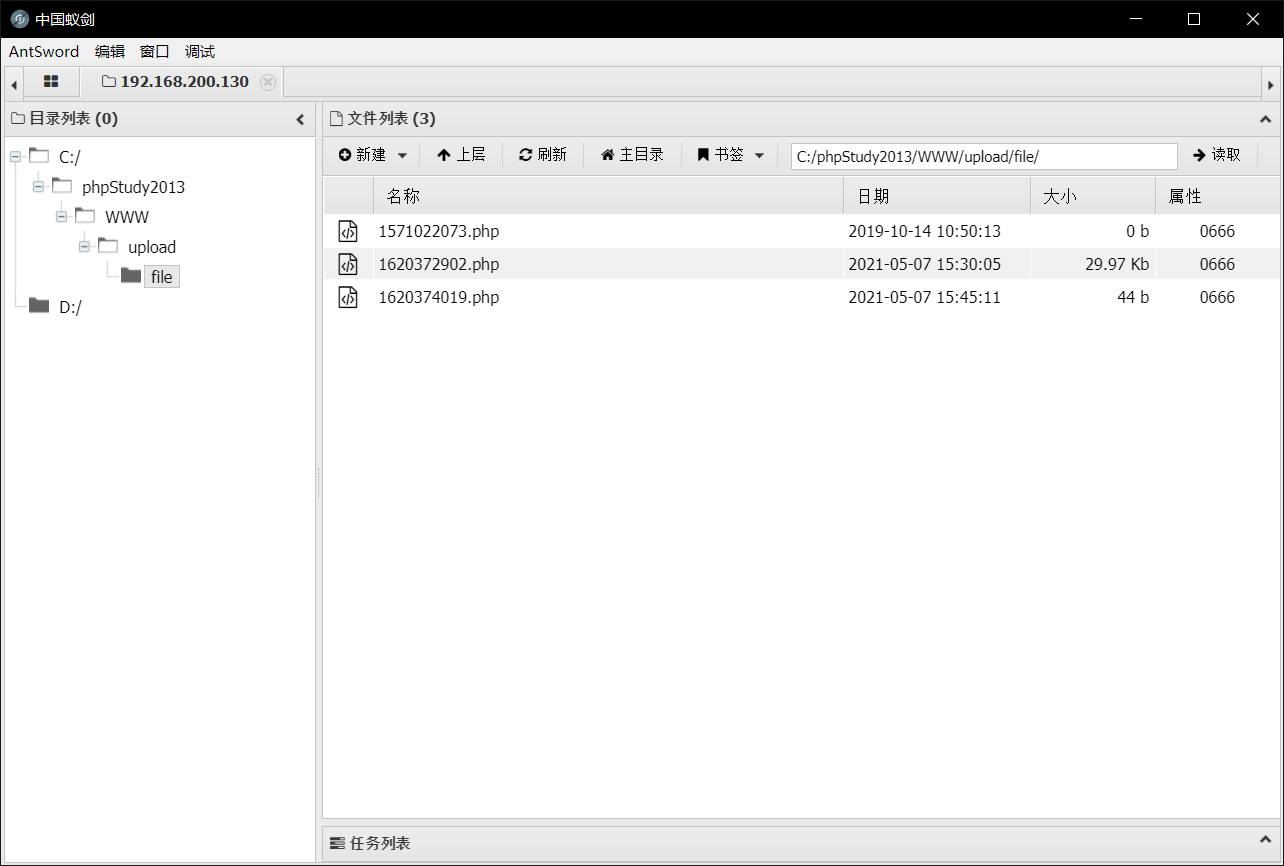 中国蚁剑
AntSword 编辑 窗口 调试
192.168.200.130
目录列表 (0)
C:/
phpStudy2013
WWW
upload
file
D:/
文件列表 (3)
新建 上层 刷新 主目录 书签 C:/phpStudy2013/WWW/upload/file/ 读取
名称 日期 大小 属性
1571022073.php 2019-10-14 10:50:13 0 b 0666
1620372902.php 2021-05-07 15:30:05 29.97 Kb 0666
1620374019.php 2021-05-07 15:45:11 44 b 0666
任务列表